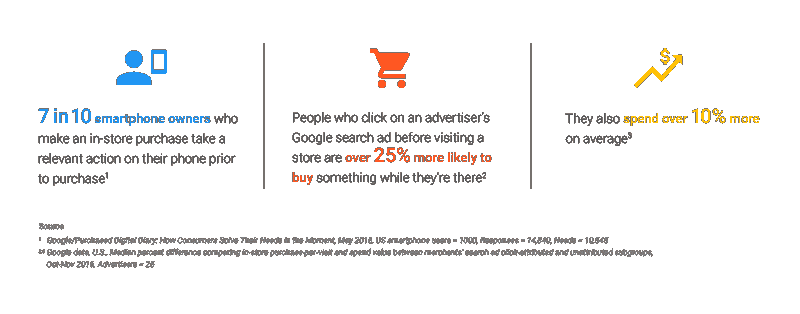 7 in 10 smartphone owners who
make an in-store purchase take a
relevant action on their phone prior
to purchase¹
People who click on an advertiser's
Google search ad before visiting a
store are over 25% more likely to
buy something while they're there²
They also spend over 10% more
on average³
Source
¹ Google/Purchased Digital Diary: How Consumers Solve Their Needs in the Moment, May 2016, US smartphone users = 1000, Responses = 14,840, Needs = 10,540
²³ Google data, U.S., Median percent difference comparing in-store purchase-per-visit and spend value between merchants' search ad click-attributed and unattributed subgroups,
Oct-Nov 2016, Advertisers = 25